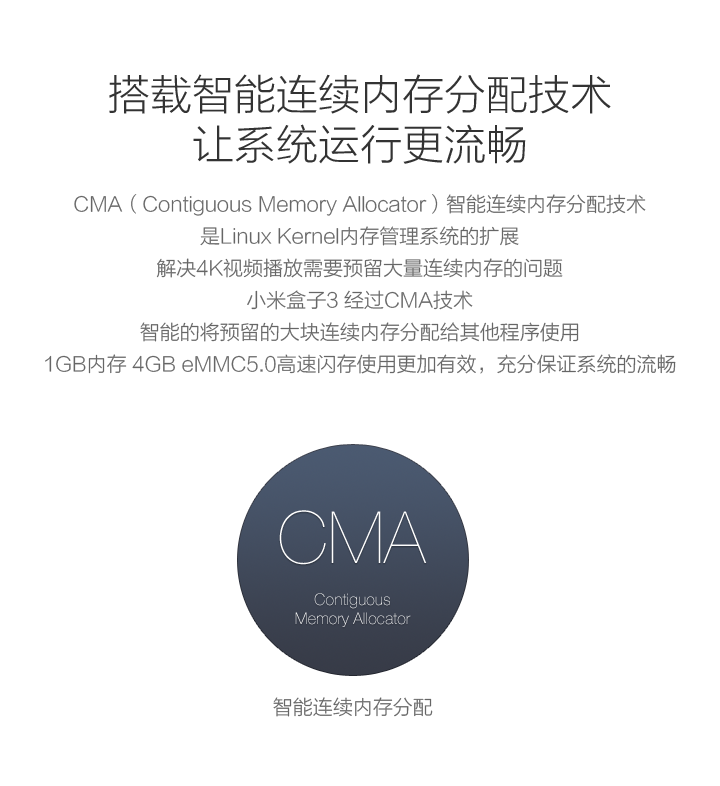 搭载智能连续内存分配技术
让系统运行更流畅
CMA（Contiguous Memory Allocator）智能连续内存分配技术
是Linux Kernel内存管理系统的扩展
解决4K视频播放需要预留大量连续内存的问题
小米盒子3 经过CMA技术
智能的将预留的大块连续内存分配给其他程序使用
1GB内存 4GB eMMC5.0高速闪存使用更加有效，充分保证系统的流畅
CMA
Contiguous
Memory Allocator
智能连续内存分配